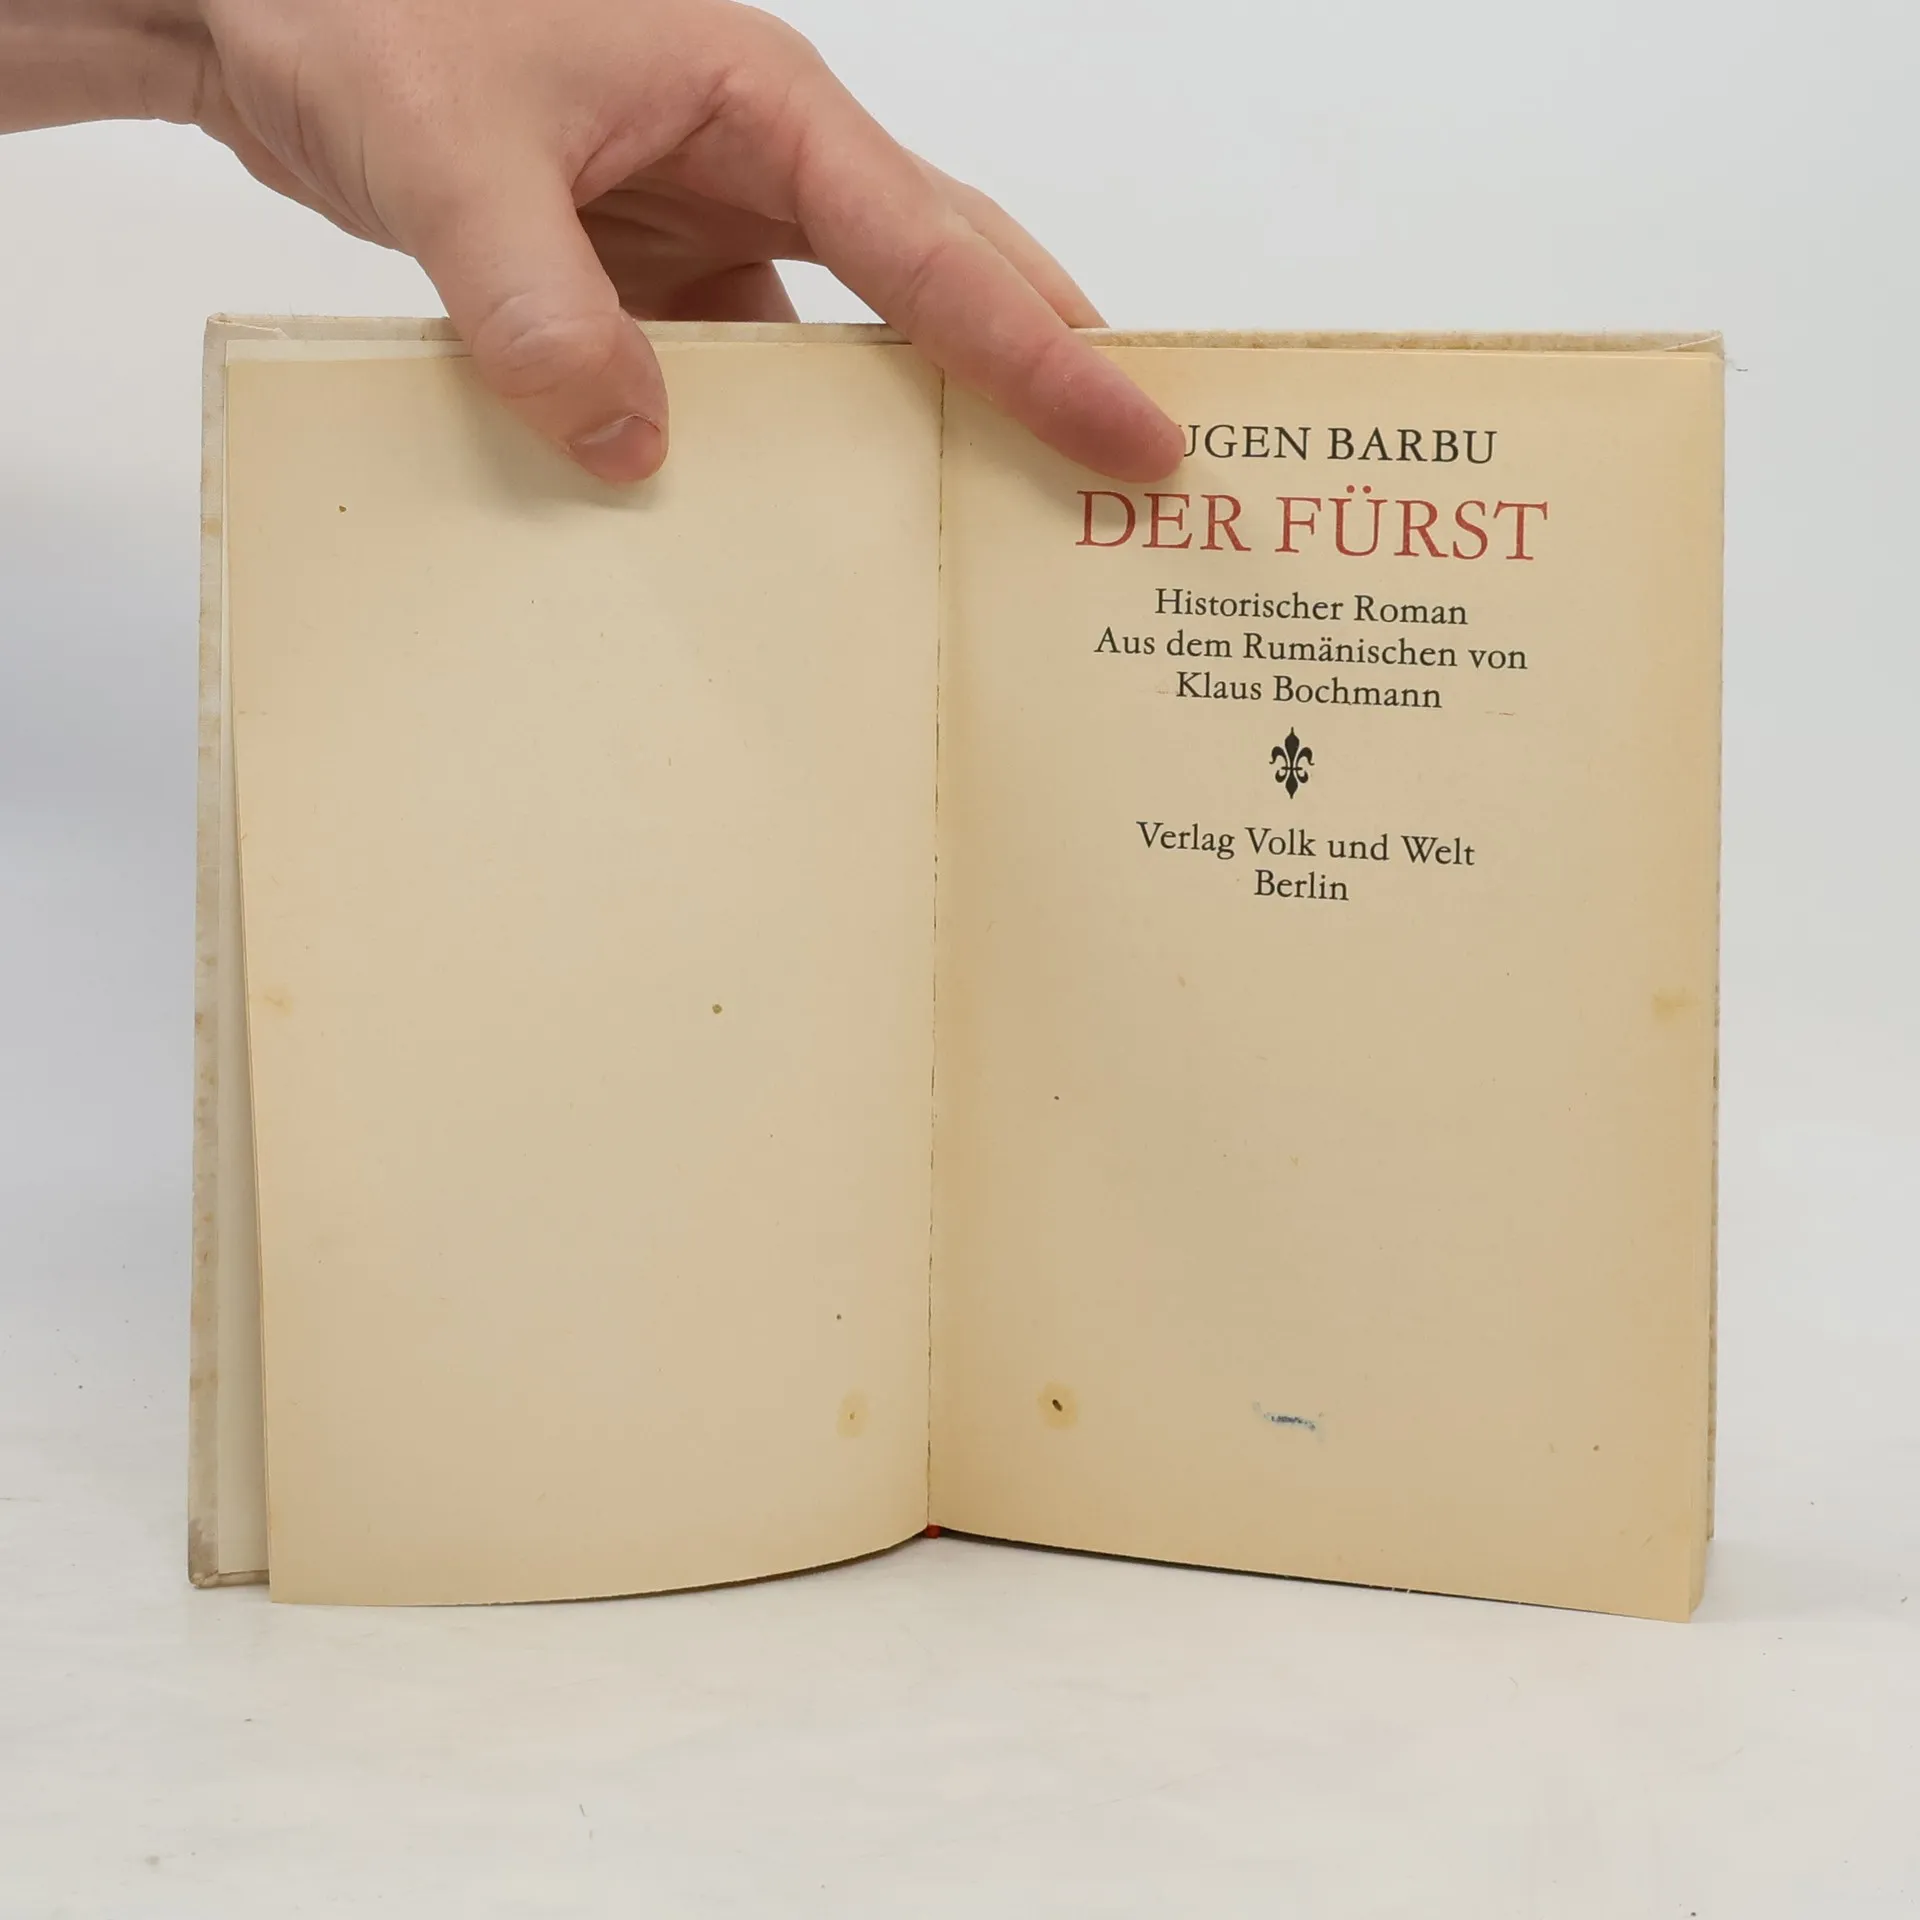 UGEN BARBU
DER FÜRST
Historischer Roman
Aus dem Rumänischen von
Klaus Bochmann
Verlag Volk und Welt
Berlin